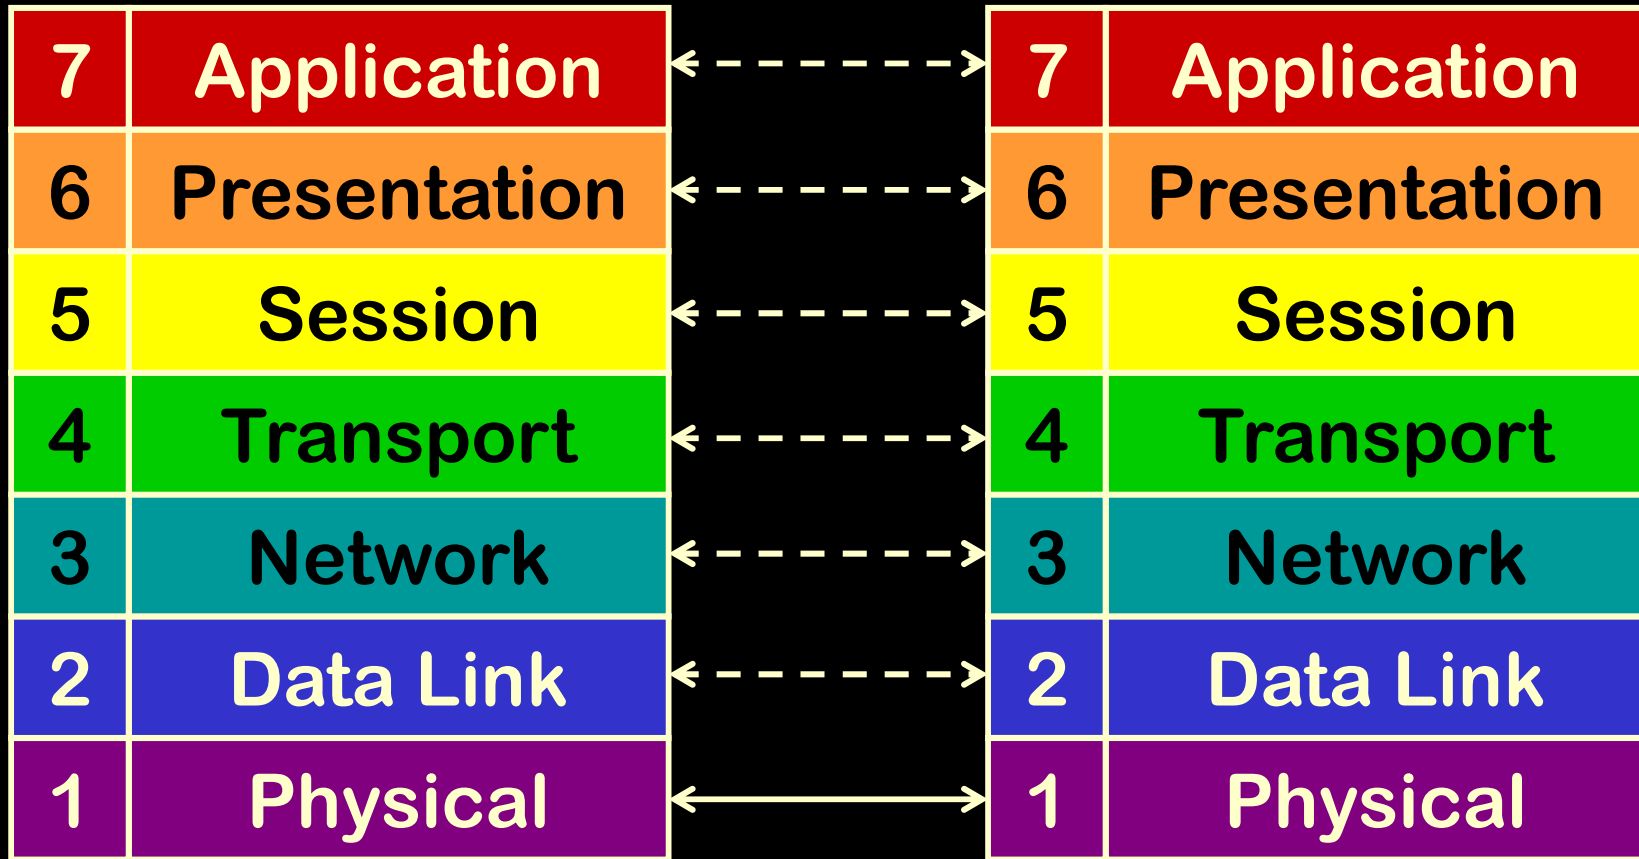 7 Application 7 Application
6 Presentation 6 Presentation
5 Session 5 Session
4 Transport 4 Transport
3 Network 3 Network
2 Data Link 2 Data Link
1 Physical 1 Physical